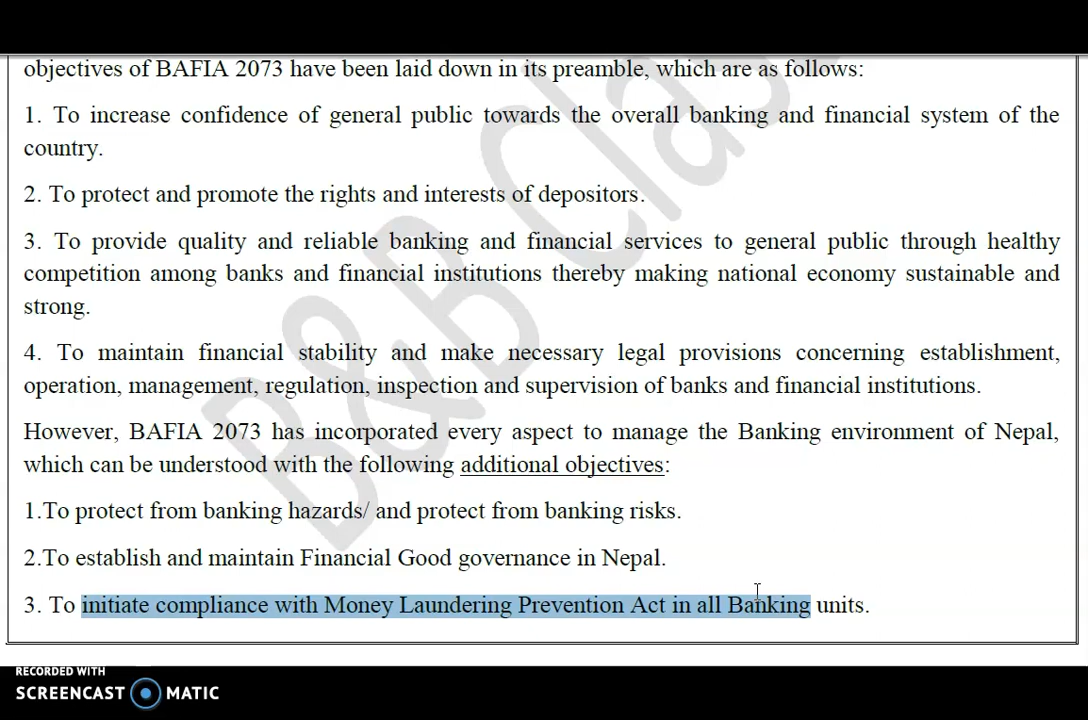 objectives of BAFIA 2073 have been laid down in its preamble, which are as follows:
1. To increase confidence of general public towards the overall banking and financial system of the
country.
2. To protect and promote the rights and interests of depositors.
3. To provide quality and reliable banking and financial services to general public through healthy
competition among banks and financial institutions thereby making national economy sustainable and
strong.
4. To maintain financial stability and make necessary legal provisions concerning establishment,
operation, management, regulation, inspection and supervision of banks and financial institutions.
However, BAFIA 2073 has incorporated every aspect to manage the Banking environment of Nepal,
which can be understood with the following additional objectives:
1.To protect from banking hazards/ and protect from banking risks.
2.To establish and maintain Financial Good governance in Nepal.
3. To initiate compliance with Money Laundering Prevention Act in all Banking units.
B&B
RECORDED WITH
SCREENCAST MATIC